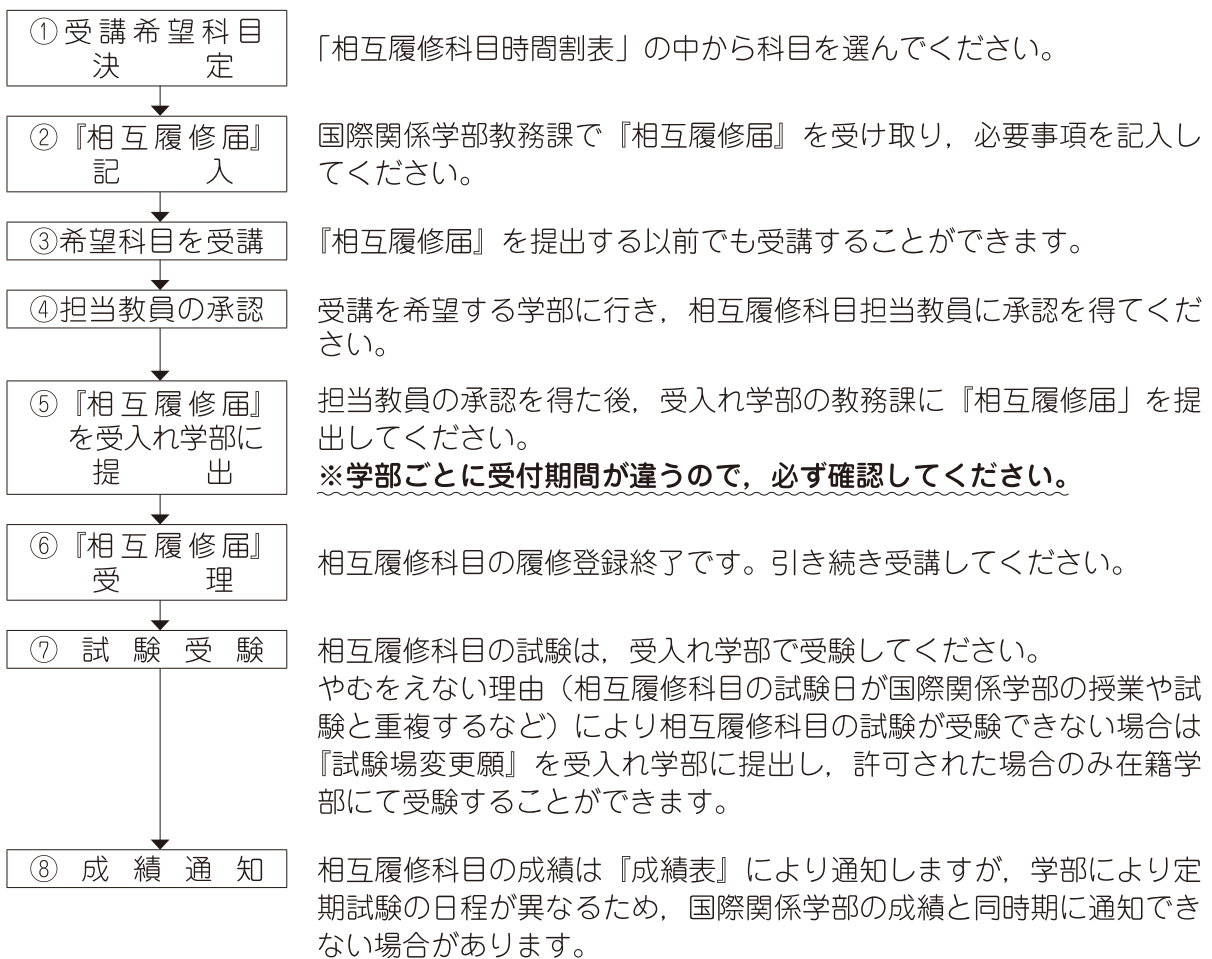 ①受講希望科目
決定
「相互履修科目時間割表」の中から科目を選んでください。
②『相互履修届』
記入
国際関係学部教務課で『相互履修届』を受け取り，必要事項を記入し
てください。
③希望科目を受講
『相互履修届』を提出する以前でも受講することができます。
④担当教員の承認
受講を希望する学部に行き，相互履修科目担当教員に承認を得てくだ
さい。
⑤『相互履修届』
を受入れ学部に
提出
担当教員の承認を得た後，受入れ学部の教務課に『相互履修届」を提
出してください。
※学部ごとに受付期間が違うので，必ず確認してください。
⑥『相互履修届』
受理
相互履修科目の履修登録終了です。引き続き受講してください。
⑦試験受験
相互履修科目の試験は，受入れ学部で受験してください。
やむをえない理由（相互履修科目の試験日が国際関係学部の授業や試
験と重複するなど）により相互履修科目の試験が受験できない場合は
『試験場変更願』を受入れ学部に提出し，許可された場合のみ在籍学
部にて受験することができます。
⑧成績通知
相互履修科目の成績は『成績表』により通知しますが，学部により定
期試験の日程が異なるため，国際関係学部の成績と同時期に通知でき
ない場合があります。